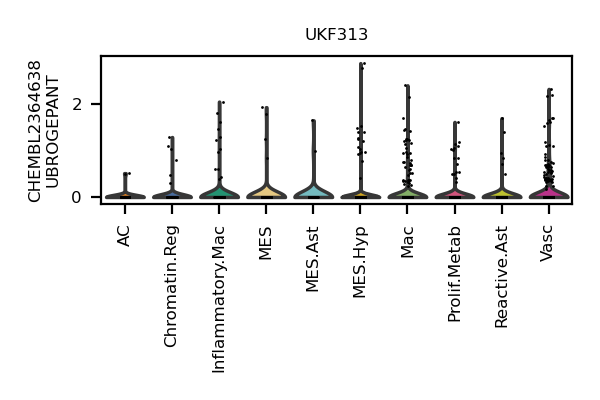 UKF313
CHEMBL2364638
UBROGEPANT
2
0
AC
Chromatin.Reg
Inflammatory.Mac
MES
MES.Ast
MES.Hyp
Mac
Prolif.Metab
Reactive.Ast
Vasc